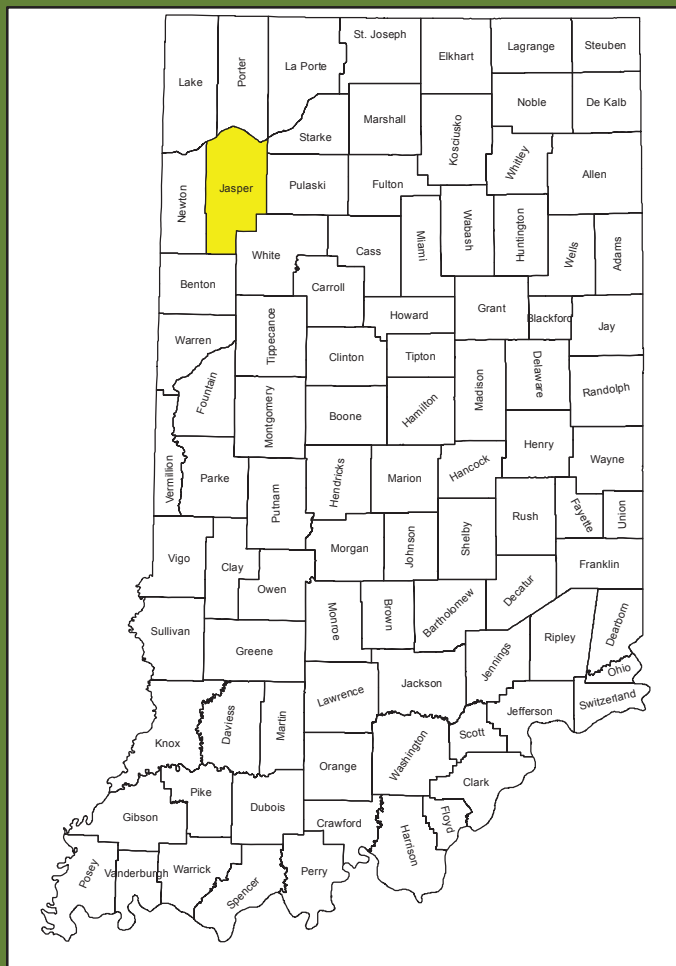 St. Joseph
Lagrange
Steuben
Elkhart
Lake
Porter
La Porte
Noble
De Kalb
Marshall
Starke
Kosciusko
Whitley
Allen
Newton
Jasper
Pulaski
Fulton
Miami
Wabash
Huntington
Wells
Adams
White
Cass
Benton
Carroll
Grant
Howard
Blackford
Jay
Warren
Tippecanoe
Clinton
Tipton
Fountain
Madison
Delaware
Randolph
Montgomery
Boone
Hamilton
Henry
Wayne
Vermillion
Parke
Putnam
Hendricks
Marion
Hancock
Rush
Fayette
Union
Morgan
Johnson
Shelby
Vigo
Clay
Owen
Franklin
Decatur
Monroe
Brown
Bartholomew
Sullivan
Greene
Ripley
Dearborn
Jennings
Ohio
Lawrence
Jackson
Switzerland
Jefferson
Knox
Daviess
Martin
Scott
Washington
Orange
Clark
Pike
Dubois
Gibson
Crawford
Floyd
Harrison
Posey
Vanderburgh
Warrick
Spencer
Perry